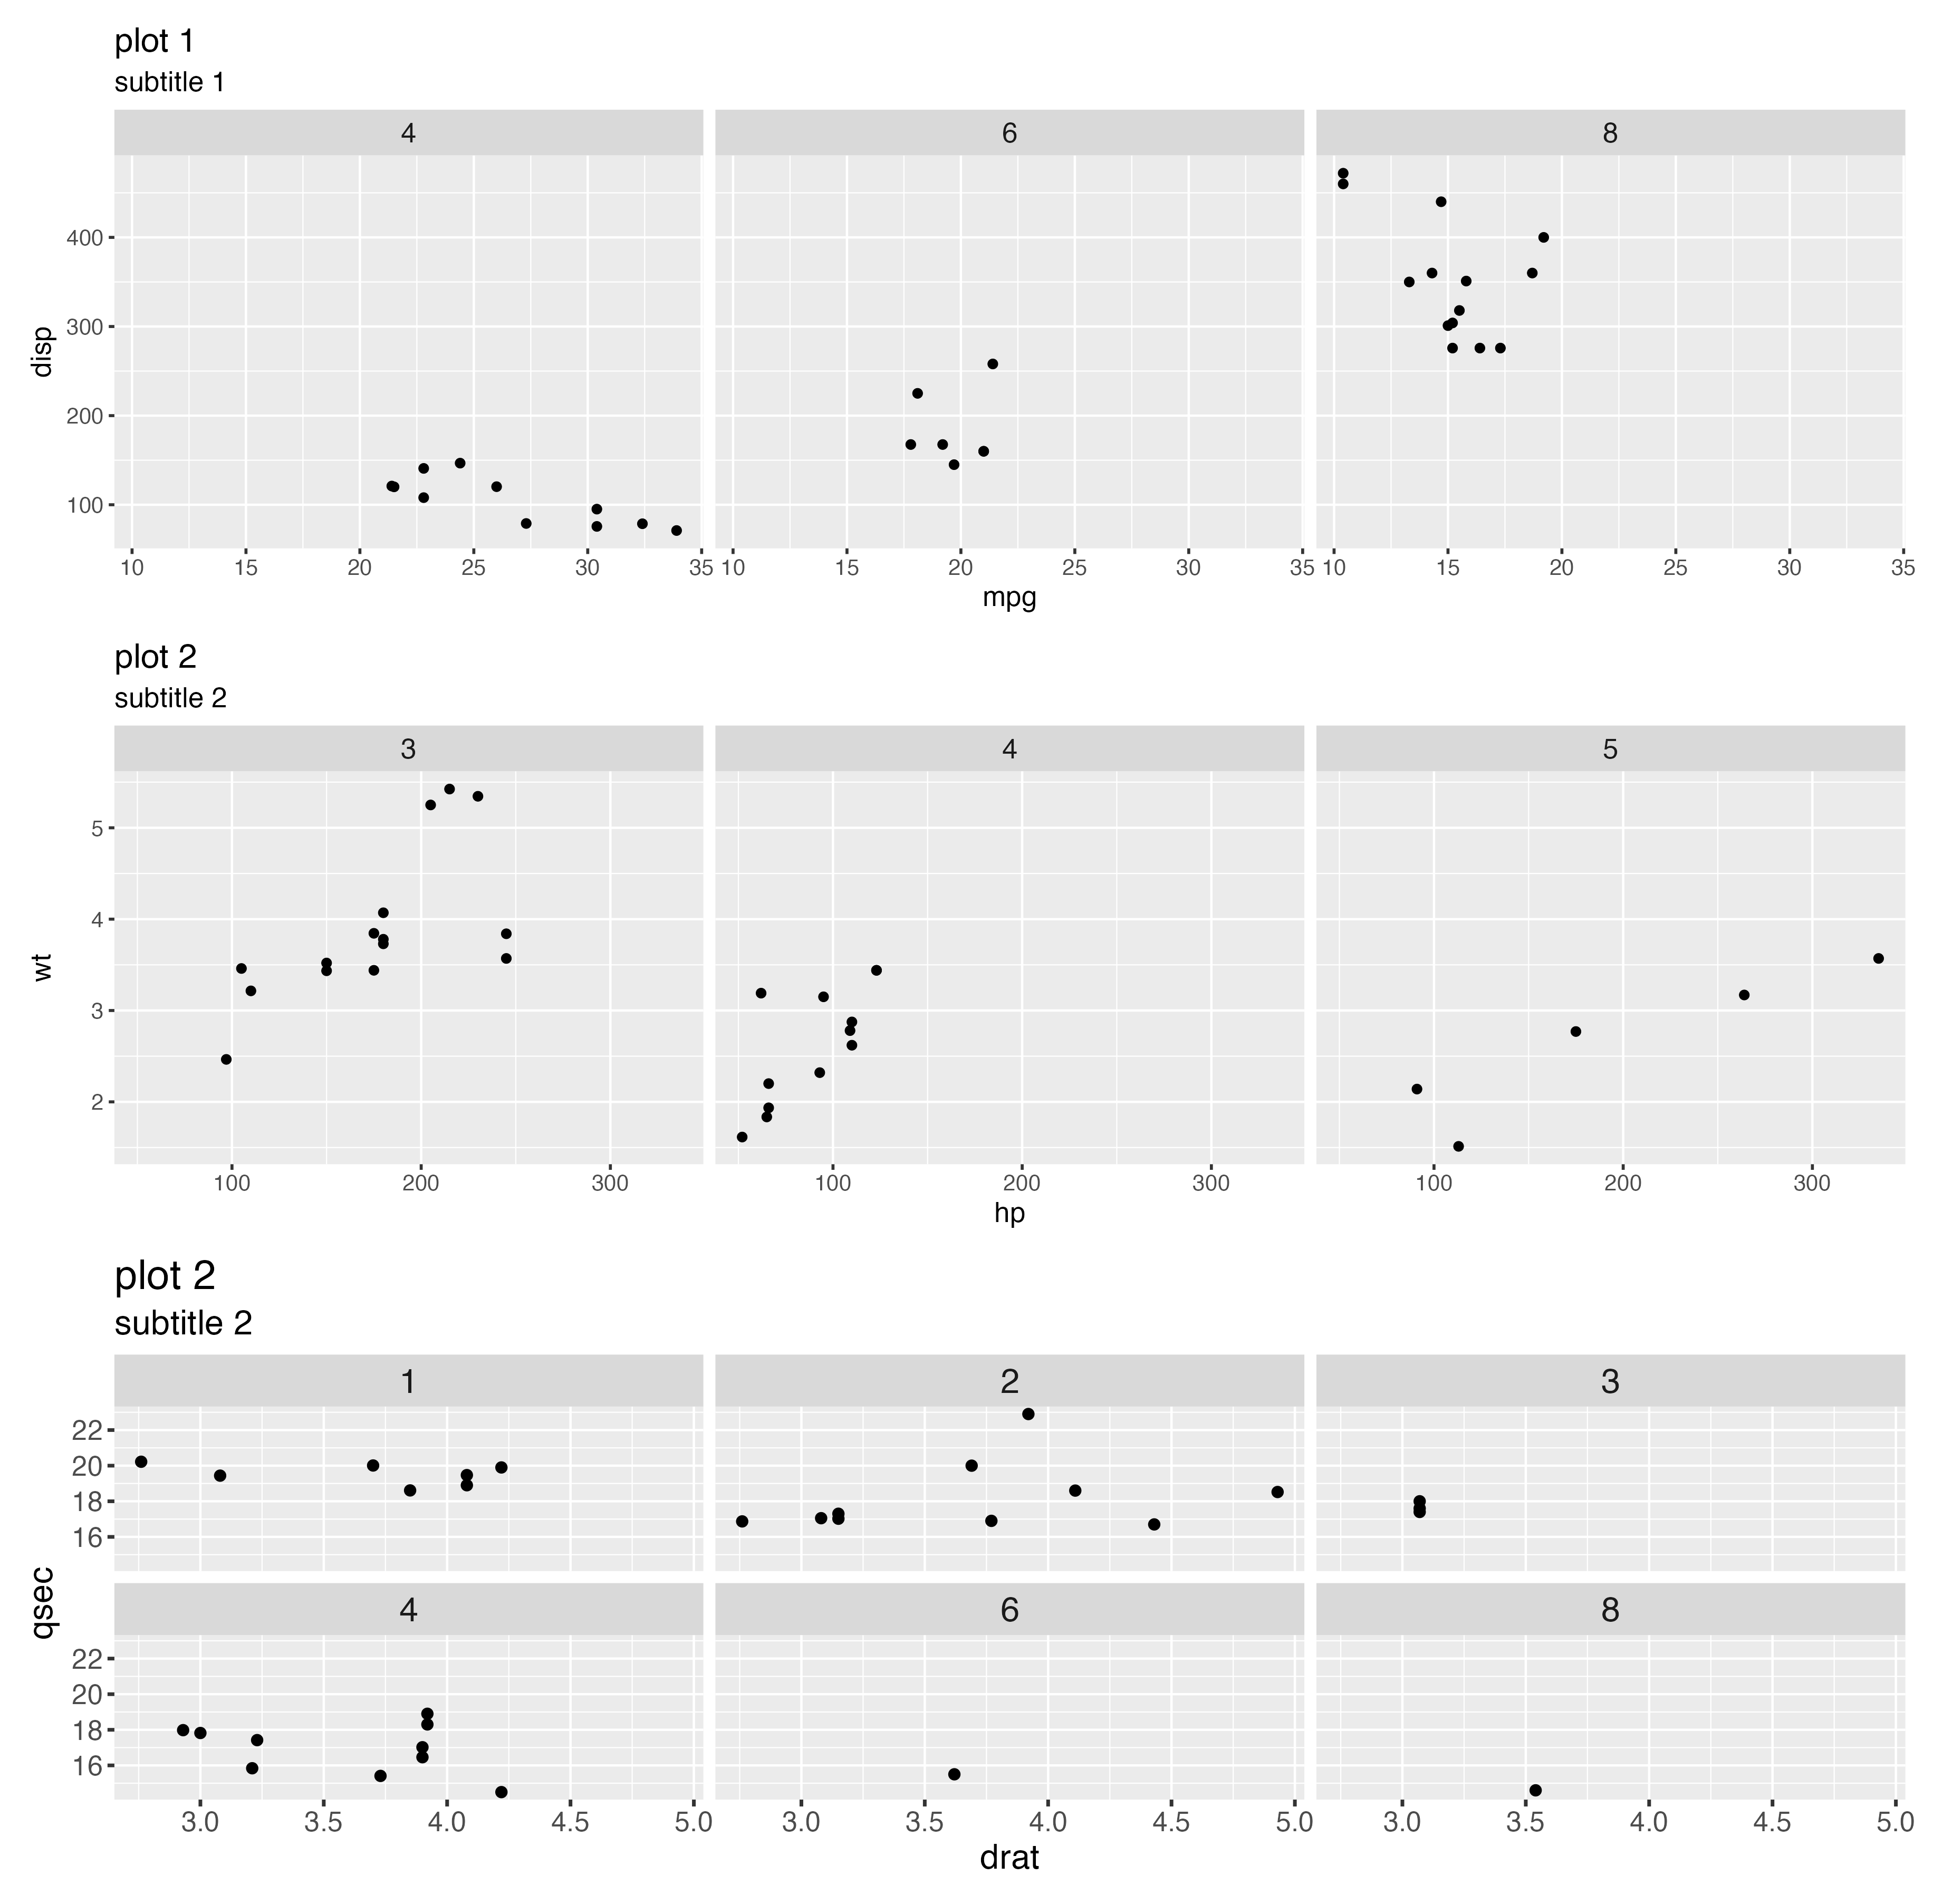 plot 1
subtitle 1
4 6 8
400
300
200
100
disp
10 15 20 25 30 35 10 15 20 25 30 35 10 15 20 25 30 35
mpg
plot 2
subtitle 2
3 4 5
5
4
3
2
wt
100 200 300 100 200 300 100 200 300
hp
plot 2
subtitle 2
1 2 3
22
20
18
16
qsec
4 6 8
22
20
18
16
3.0 3.5 4.0 4.5 5.0 3.0 3.5 4.0 4.5 5.0 3.0 3.5 4.0 4.5 5.0
drat